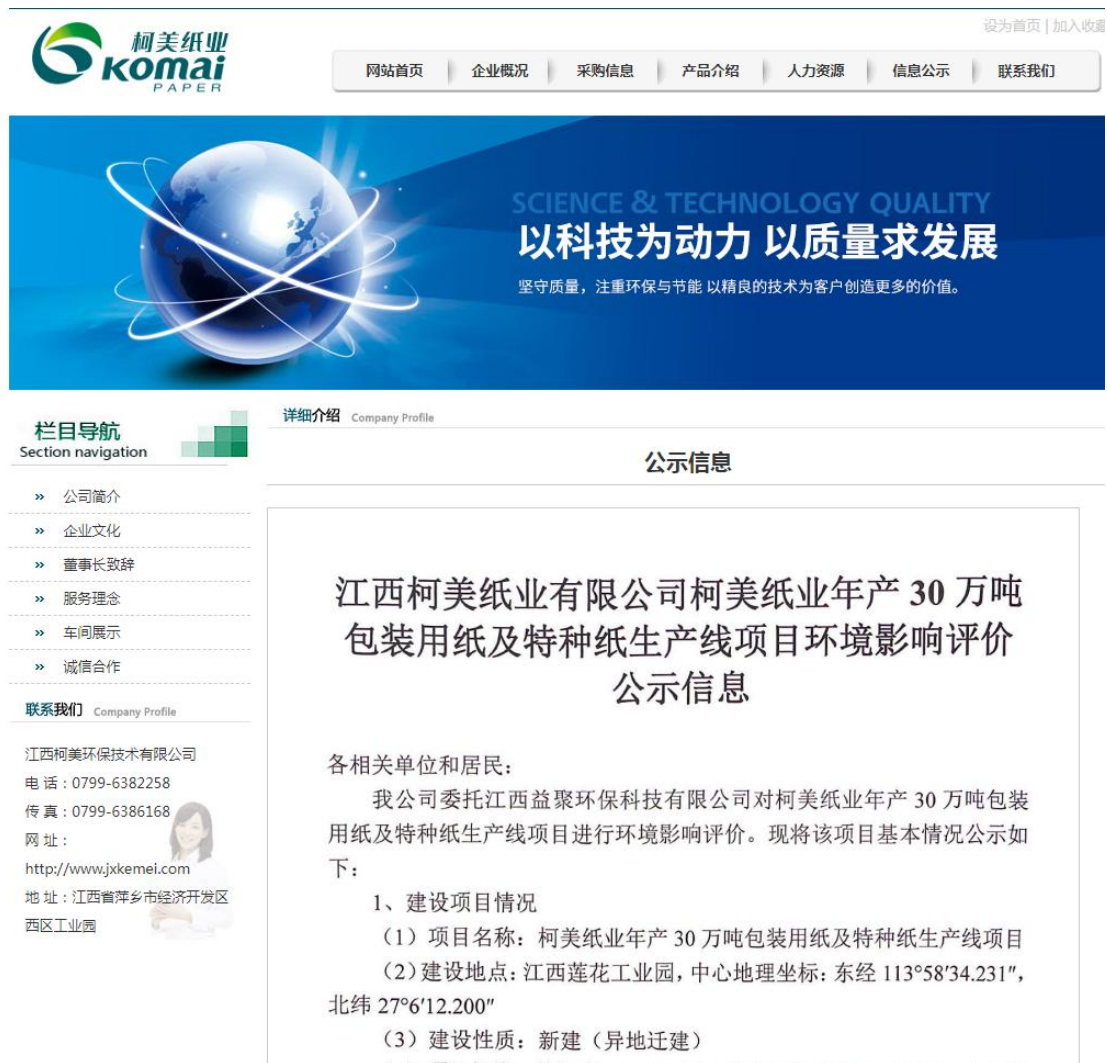 设为首页 | 加入收藏
柯美纸业
Komai
PAPER
网站首页 企业概况 采购信息 产品介绍 人力资源 信息公示 联系我们
SCIENCE & TECHNOLOGY QUALITY
以科技为动力 以质量求发展
坚守质量，注重环保与节能 以精良的技术为客户创造更多的价值。
栏目导航
Section navigation
» 公司简介
» 企业文化
» 董事长致辞
» 服务理念
» 车间展示
» 诚信合作
联系我们 Company Profile
江西柯美环保技术有限公司
电 话：0799-6382258
传 真：0799-6386168
网 址：
http://www.jxkemei.com
地 址：江西省萍乡市经济开发区
西区工业园
详细介绍 Company Profile
公示信息
江西柯美纸业有限公司柯美纸业年产 30 万吨
包装用纸及特种纸生产线项目环境影响评价
公示信息
各相关单位和居民：
我公司委托江西益聚环保科技有限公司对柯美纸业年产 30 万吨包装
用纸及特种纸生产线项目进行环境影响评价。现将该项目基本情况公示如
下：
1、建设项目情况
（1）项目名称：柯美纸业年产 30 万吨包装用纸及特种纸生产线项目
（2）建设地点：江西莲花工业园，中心地理坐标：东经 113°58′34.231″，
北纬 27°6′12.200″
（3）建设性质：新建（异地迁建）